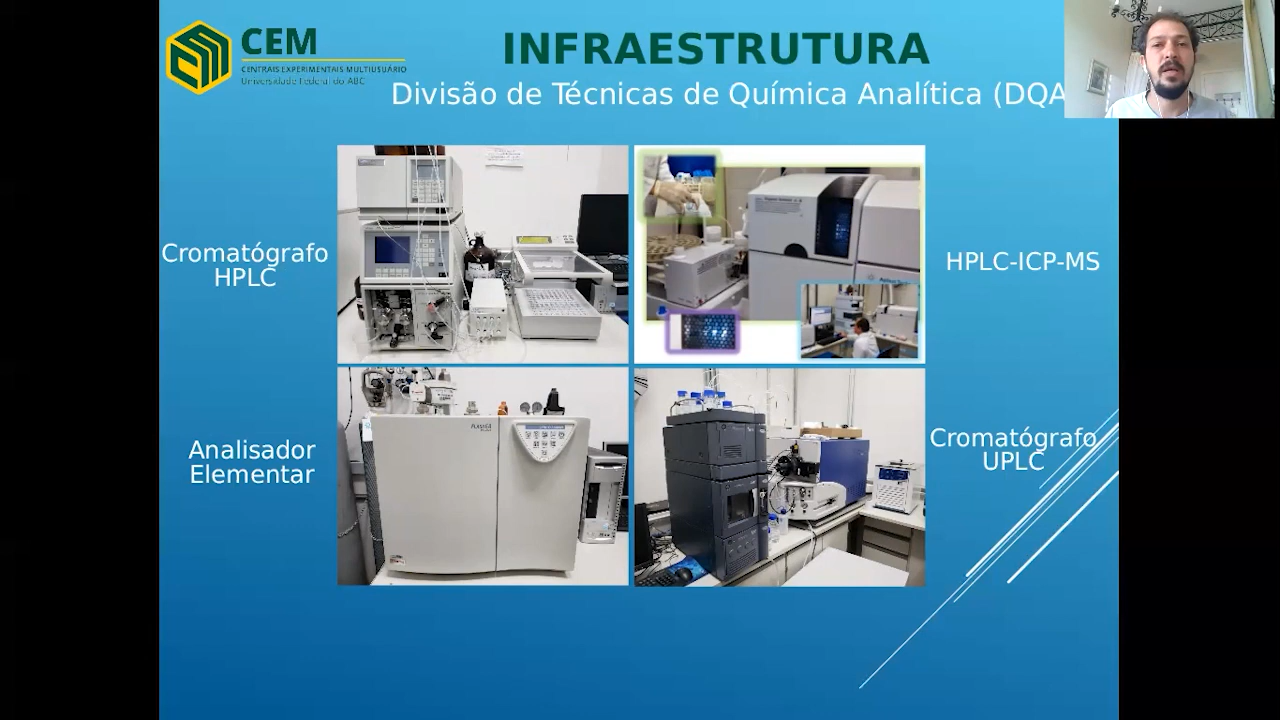 CEM
CENTRAIS EXPERIMENTAIS MULTIUSUÁRIO
Universidade Federal do ABC
INFRAESTRUTURA
Divisão de Técnicas de Química Analítica (DQA
Cromatógrafo
HPLC
HPLC-ICP-MS
Analisador
Elementar
Cromatógrafo
UPLC